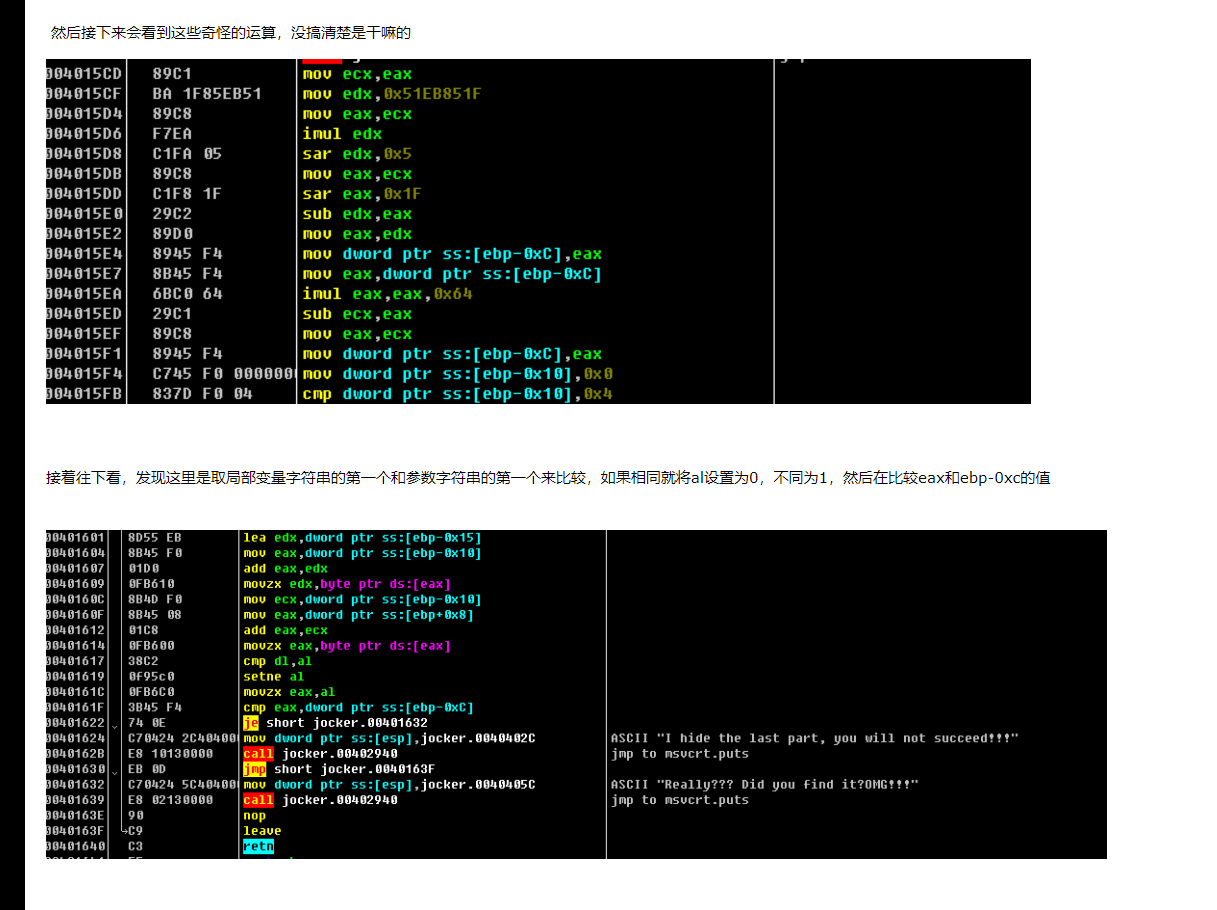 然后接下来会看到这些奇怪的运算，没搞清楚是干嘛的
004015CD 89C1 mov ecx,eax
004015CF BA 1F85EB51 mov edx,0x51EB851F
004015D4 89C8 mov eax,ecx
004015D6 F7EA imul edx
004015D8 C1FA 05 sar edx,0x5
004015DB 89C8 mov eax,ecx
004015DD C1F8 1F sar eax,0x1F
004015E0 29C2 sub edx,eax
004015E2 89D0 mov eax,edx
004015E4 8945 F4 mov dword ptr ss:[ebp-0xC],eax
004015E7 8B45 F4 mov eax,dword ptr ss:[ebp-0xC]
004015EA 6BC0 64 imul eax,eax,0x64
004015ED 29C1 sub ecx,eax
004015EF 89C8 mov eax,ecx
004015F1 8945 F4 mov dword ptr ss:[ebp-0xC],eax
004015F4 C745 F0 000000 mov dword ptr ss:[ebp-0x10],0x0
004015FB 837D F0 04 cmp dword ptr ss:[ebp-0x10],0x4
接着往下看，发现这里是取局部变量字符串的第一个和参数字符串的第一个来比较，如果相同就将al设置为0，不同为1，然后在比较eax和ebp-0xc的值
00401601 8D55 EB lea edx,dword ptr ss:[ebp-0x15]
00401604 8B45 F0 mov eax,dword ptr ss:[ebp-0x10]
00401607 01D0 add eax,edx
00401609 0FB610 movzx edx,byte ptr ds:[eax]
0040160C 8B4D F0 mov ecx,dword ptr ss:[ebp-0x10]
0040160F 8B45 08 mov eax,dword ptr ss:[ebp+0x8]
00401612 01C8 add eax,ecx
00401614 0FB600 movzx eax,byte ptr ds:[eax]
00401617 38C2 cmp dl,al
00401619 0F95c0 setne al
0040161C 0FB6C0 movzx eax,al
0040161F 3B45 F4 cmp eax,dword ptr ss:[ebp-0xC]
00401622 74 0E je short jocker.00401632
00401624 C70424 2C40400 mov dword ptr ss:[esp],jocker.0040402C ASCII "I hide the last part, you will not succeed!!!"
0040162B E8 10130000 call jocker.00402940 jmp to msvcrt.puts
00401630 EB 0D jmp short jocker.0040163F
00401632 C70424 5C40400 mov dword ptr ss:[esp],jocker.0040405C ASCII "Really??? Did you find it?OMG!!!"
00401639 E8 02130000 call jocker.00402940 jmp to msvcrt.puts
0040163E 90 nop
0040163F C9 leave
00401640 C3 retn